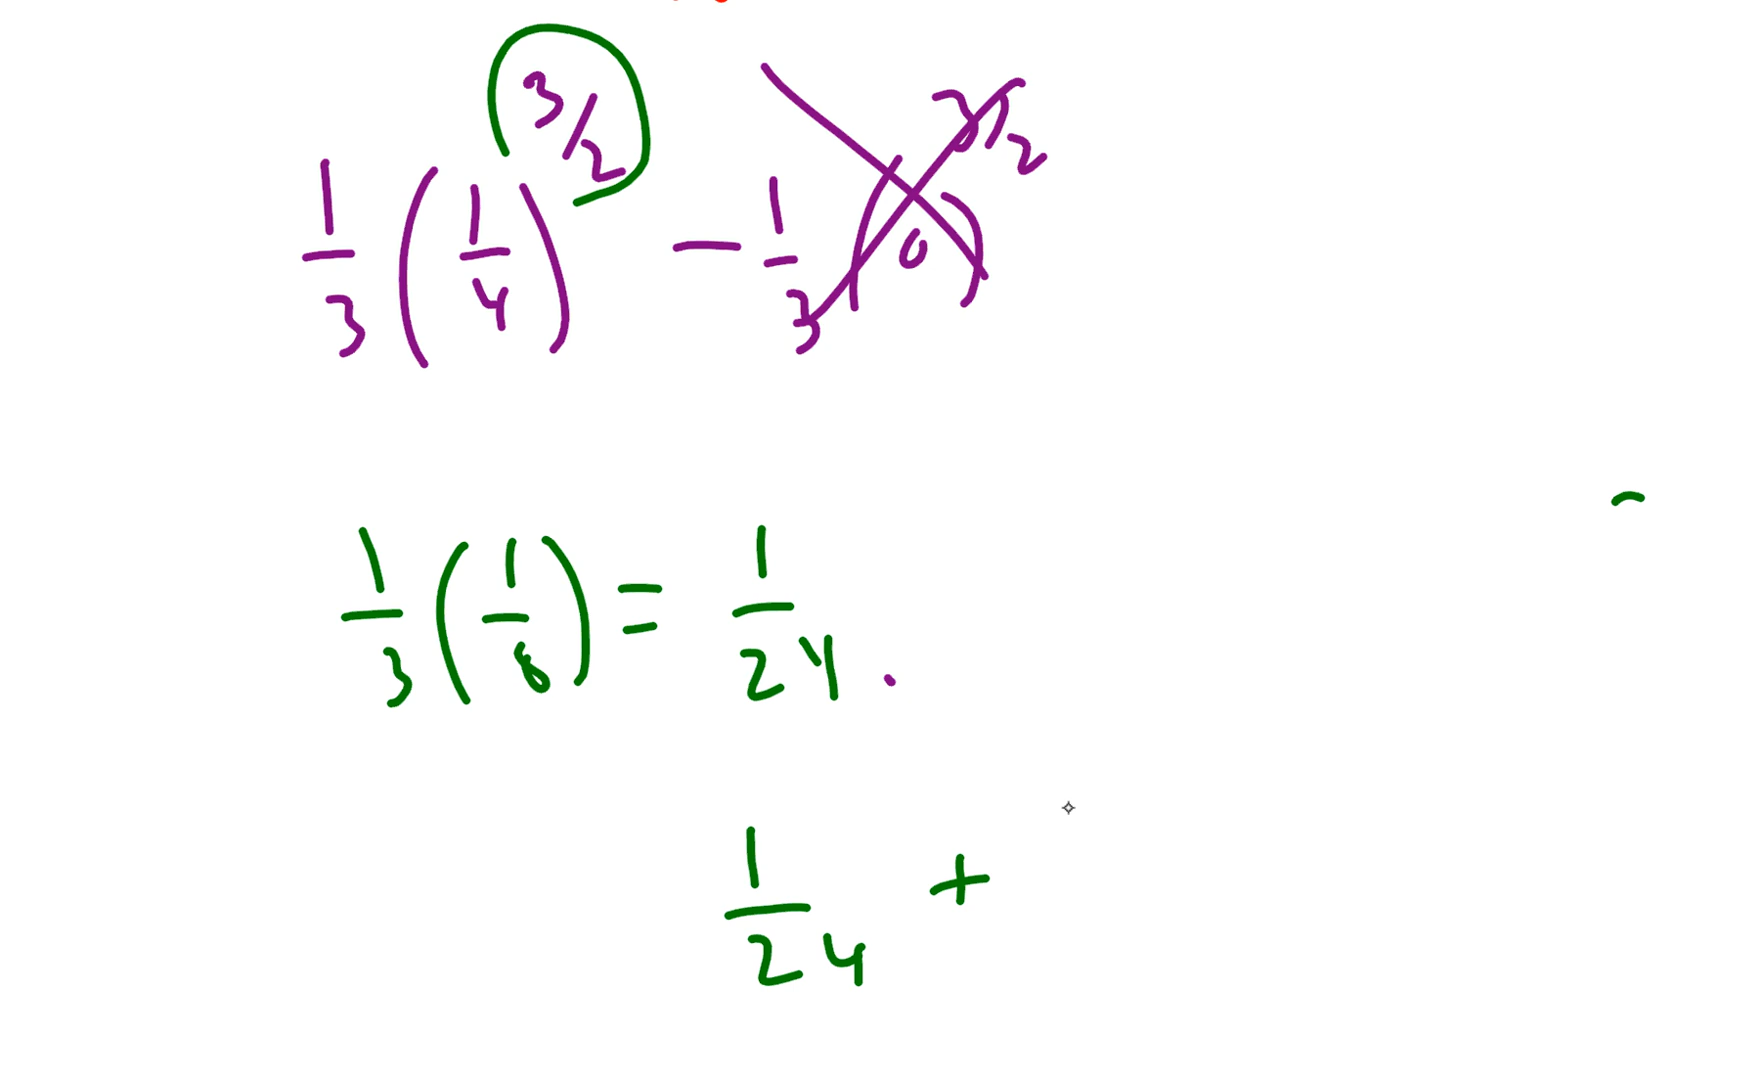 1/3 (1/4)^3/2 - 1/3 (0)^3/2
1/3 (1/8) = 1/24 .
1/24 +